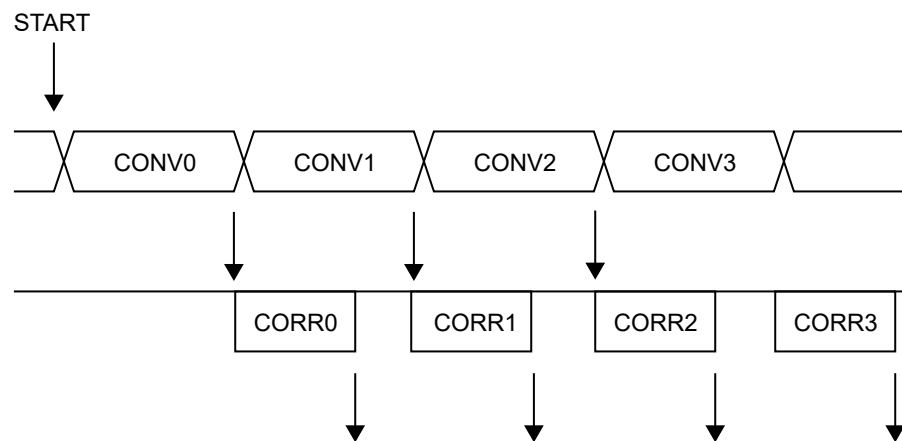 START
CONV0 CONV1 CONV2 CONV3
CORR0 CORR1 CORR2 CORR3